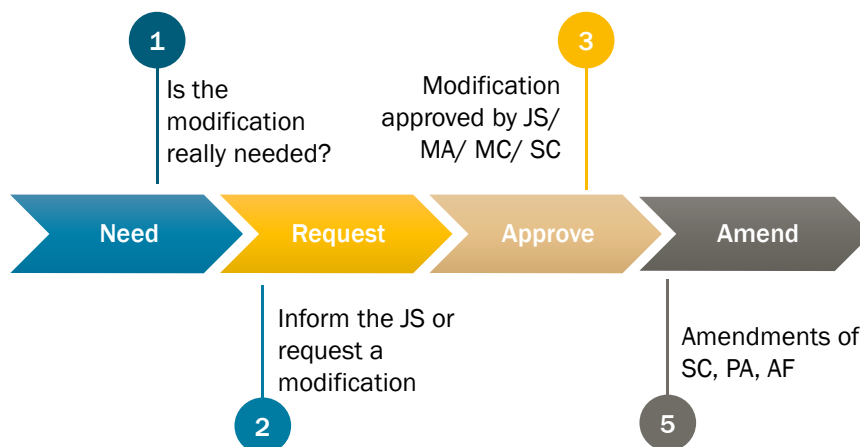 1
Is the
modification
really needed?
3
Modification
approved by JS/
MA/ MC/ SC
Need
Request
Approve
Amend
Inform the JS or
request a
modification
2
Amendments of
SC, PA, AF
5